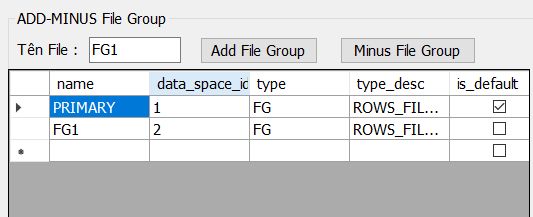 ADD-MINUS File Group
Tên File : FG1 Add File Group Minus File Group
name data_space_id type type_desc is_default
PRIMARY 1 FG ROWS_FIL...
FG1 2 FG ROWS_FIL...